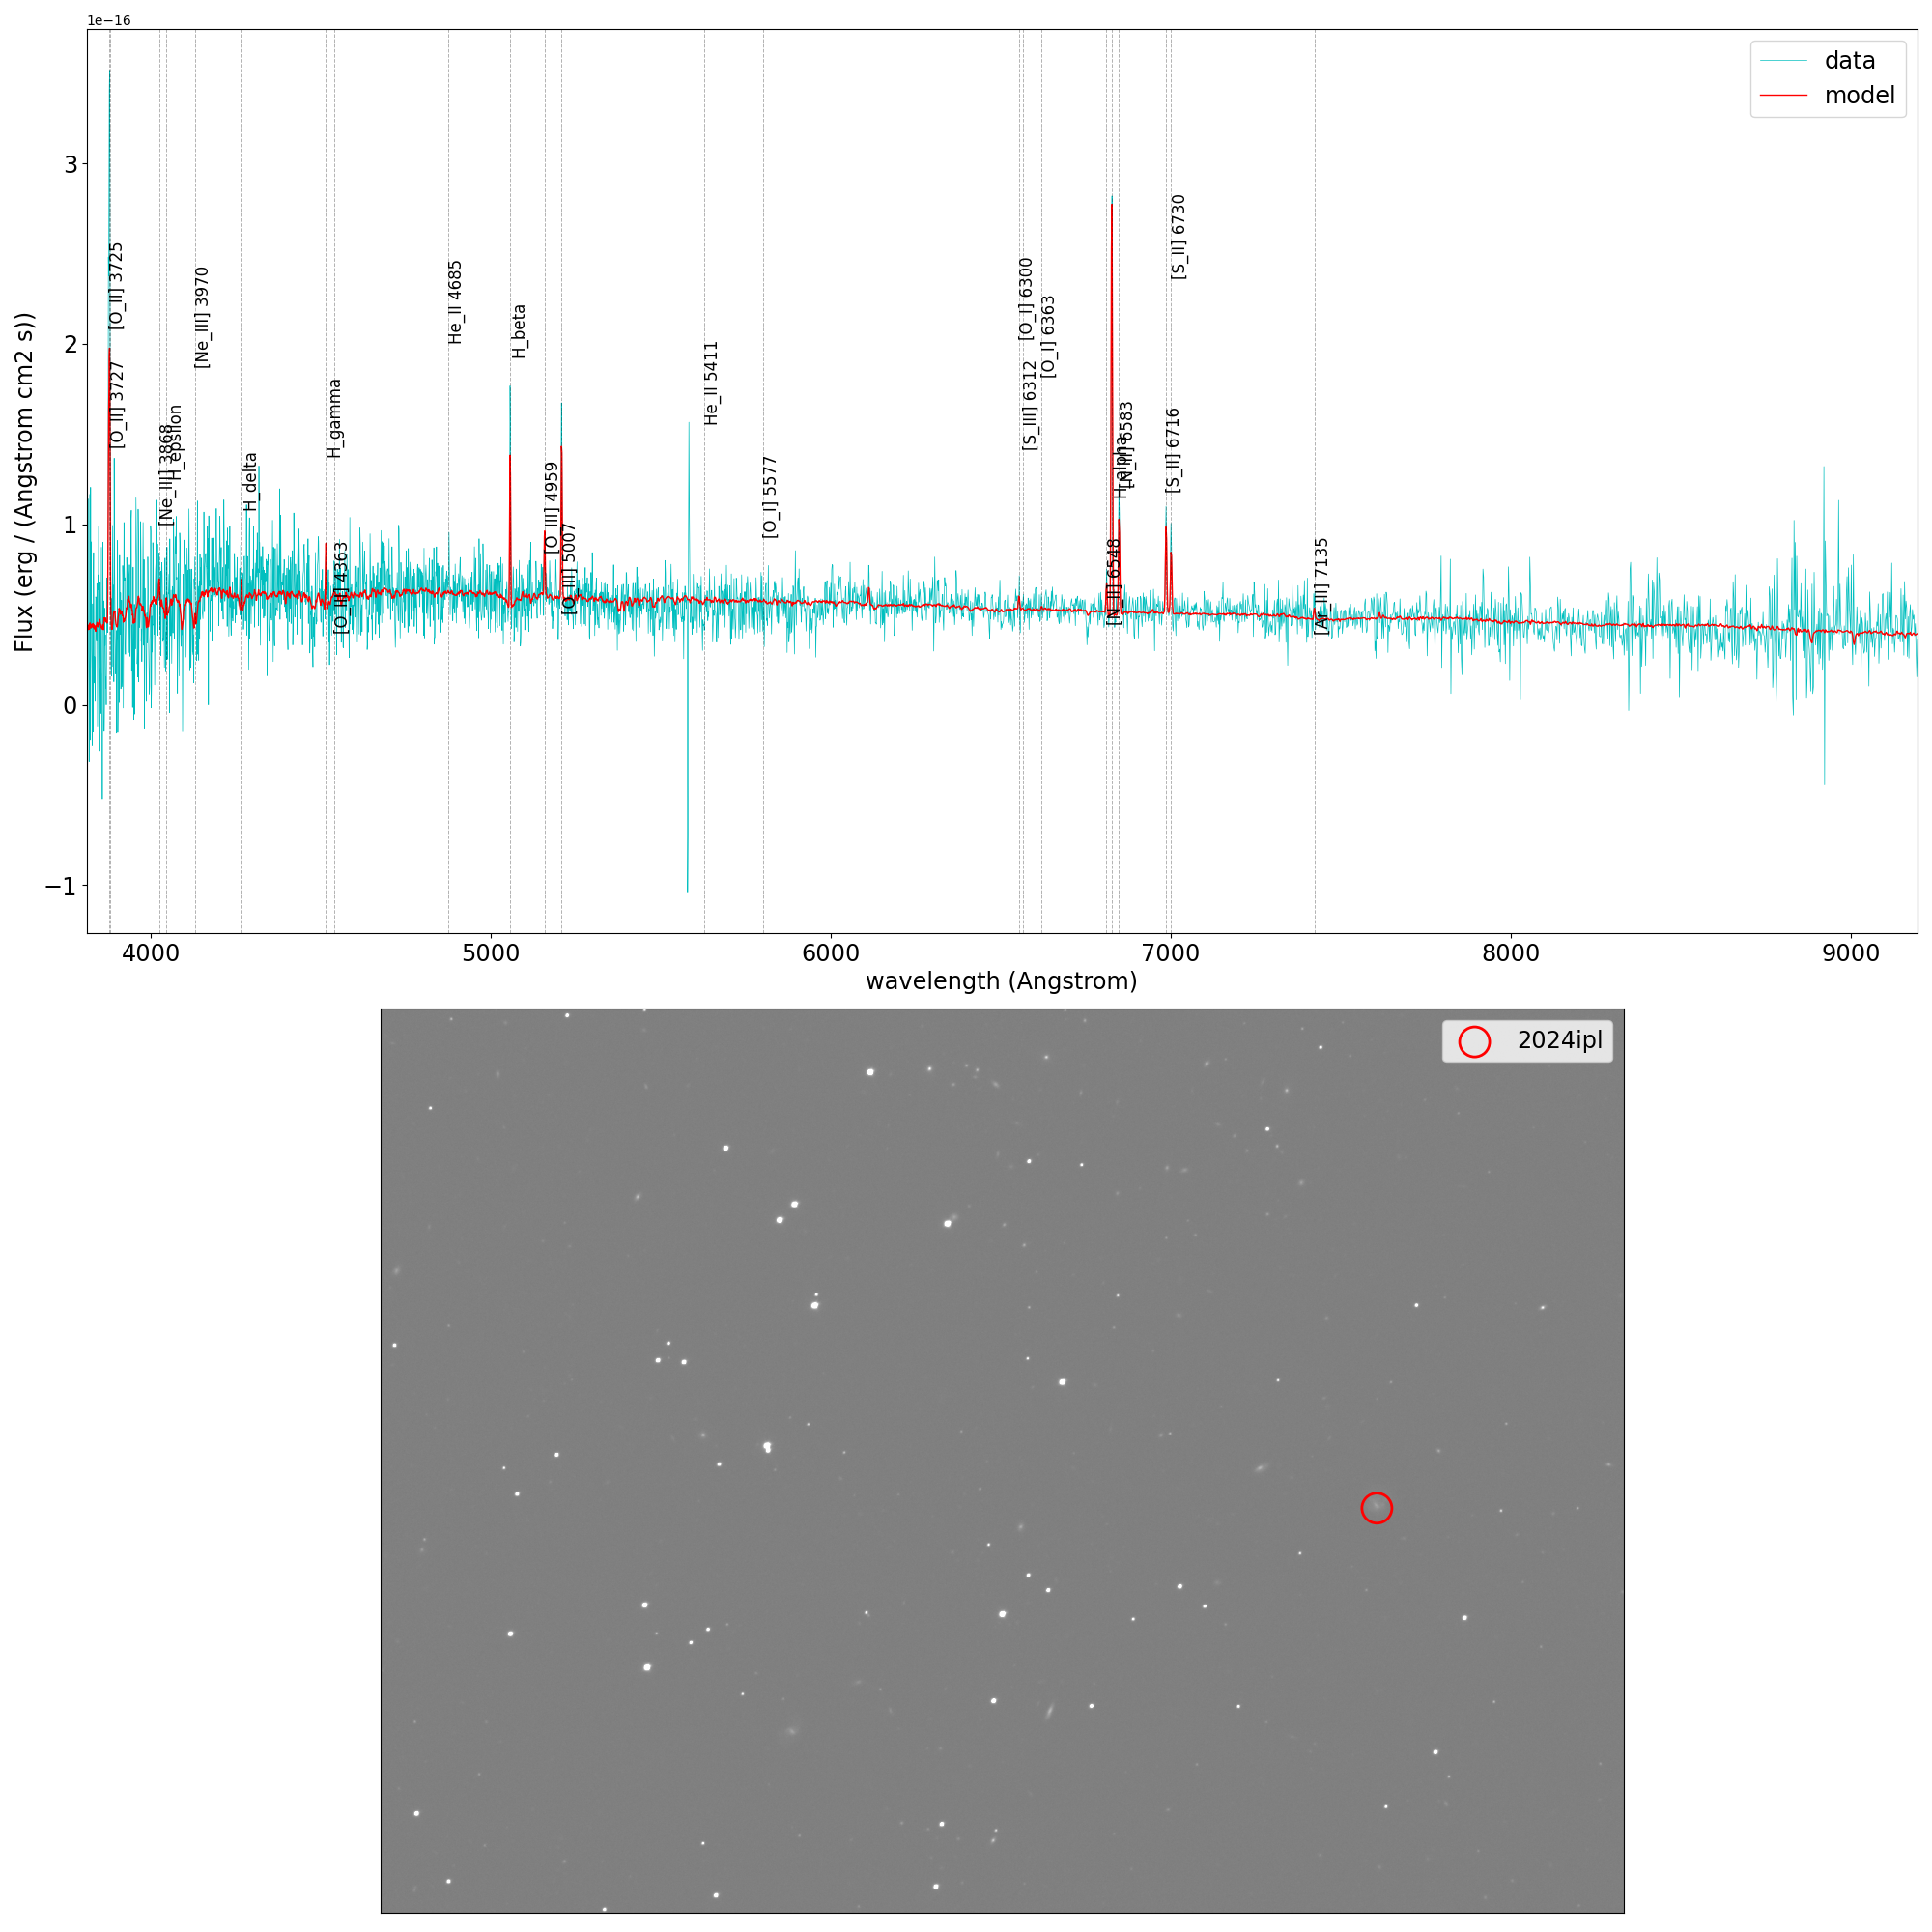 1e−16
data
model
Flux (erg / (Angstrom cm2 s))
3
2
1
0
−1
[O_II] 3725
[O_II] 3727
[Ne_III] 3868
H_epsilon
[Ne_III] 3970
H_delta
H_gamma
[O_III] 4363
He_II 4685
H_beta
[O_III] 4959
[O_III] 5007
He_II 5411
[O_I] 5577
[O_I] 6300
[S_III] 6312
[O_I] 6363
[N_II] 6548
H_alpha
[N_II] 6583
[S_II] 6716
[S_II] 6730
[Ar_III] 7135
4000
5000
6000
7000
8000
9000
wavelength (Angstrom)
2024ipl